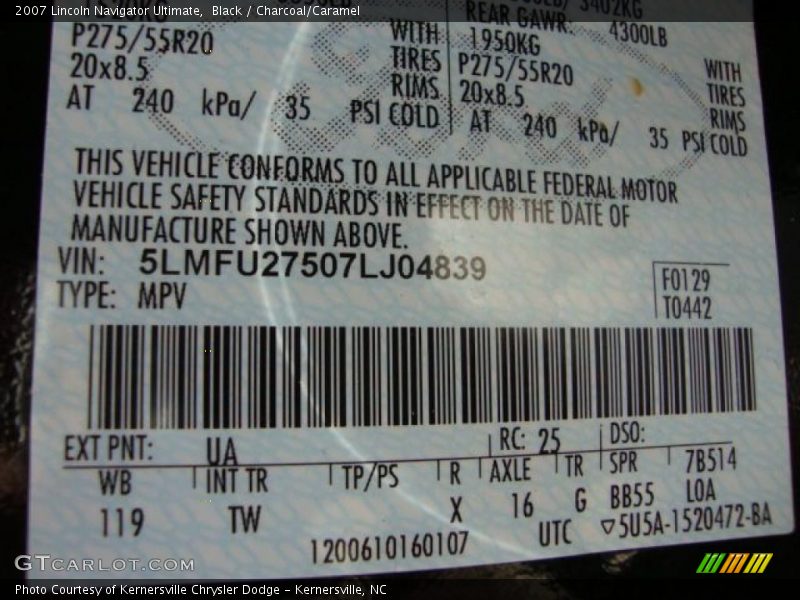 2007 Lincoln Navigator Ultimate, Black / Charcoal/Caramel
REAR GAWR: 4300LB
P275/55R20 WITH 1950KG
20x8.5 TIRES P275/55R20 WITH
RIMS 20x8.5 TIRES
AT 240 kPa/ 35 PSI COLD AT 240 kPa/ 35 PSI COLD RIMS
THIS VEHICLE CONFORMS TO ALL APPLICABLE FEDERAL MOTOR
VEHICLE SAFETY STANDARDS IN EFFECT ON THE DATE OF
MANUFACTURE SHOWN ABOVE.
VIN: 5LMFU27507LJ04839
TYPE: MPV
F0129
T0442
EXT PNT: UA RC: 25 DSO:
WB INT TR TP/PS R AXLE TR SPR 7B514
119 TW X 16 G BB55 LOA
1200610160107 UTC ▽5U5A-1520472-BA
GTCARLOT.COM
Photo Courtesy of Kernersville Chrysler Dodge – Kernersville, NC